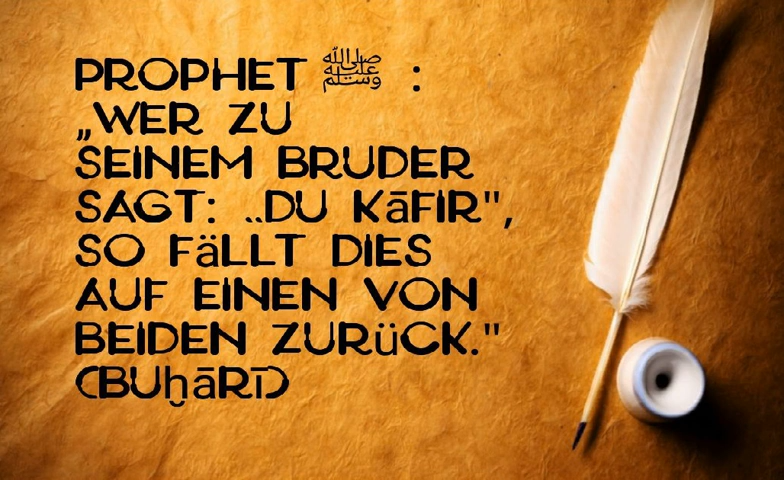 PROPHET ﷺ :
„WER ZU
SEINEM BRUDER
SAGT: „DU KāFIR",
SO FäLLT DIES
AUF EINEN VON
BEIDEN ZURüCK."
(BUḫāRī)